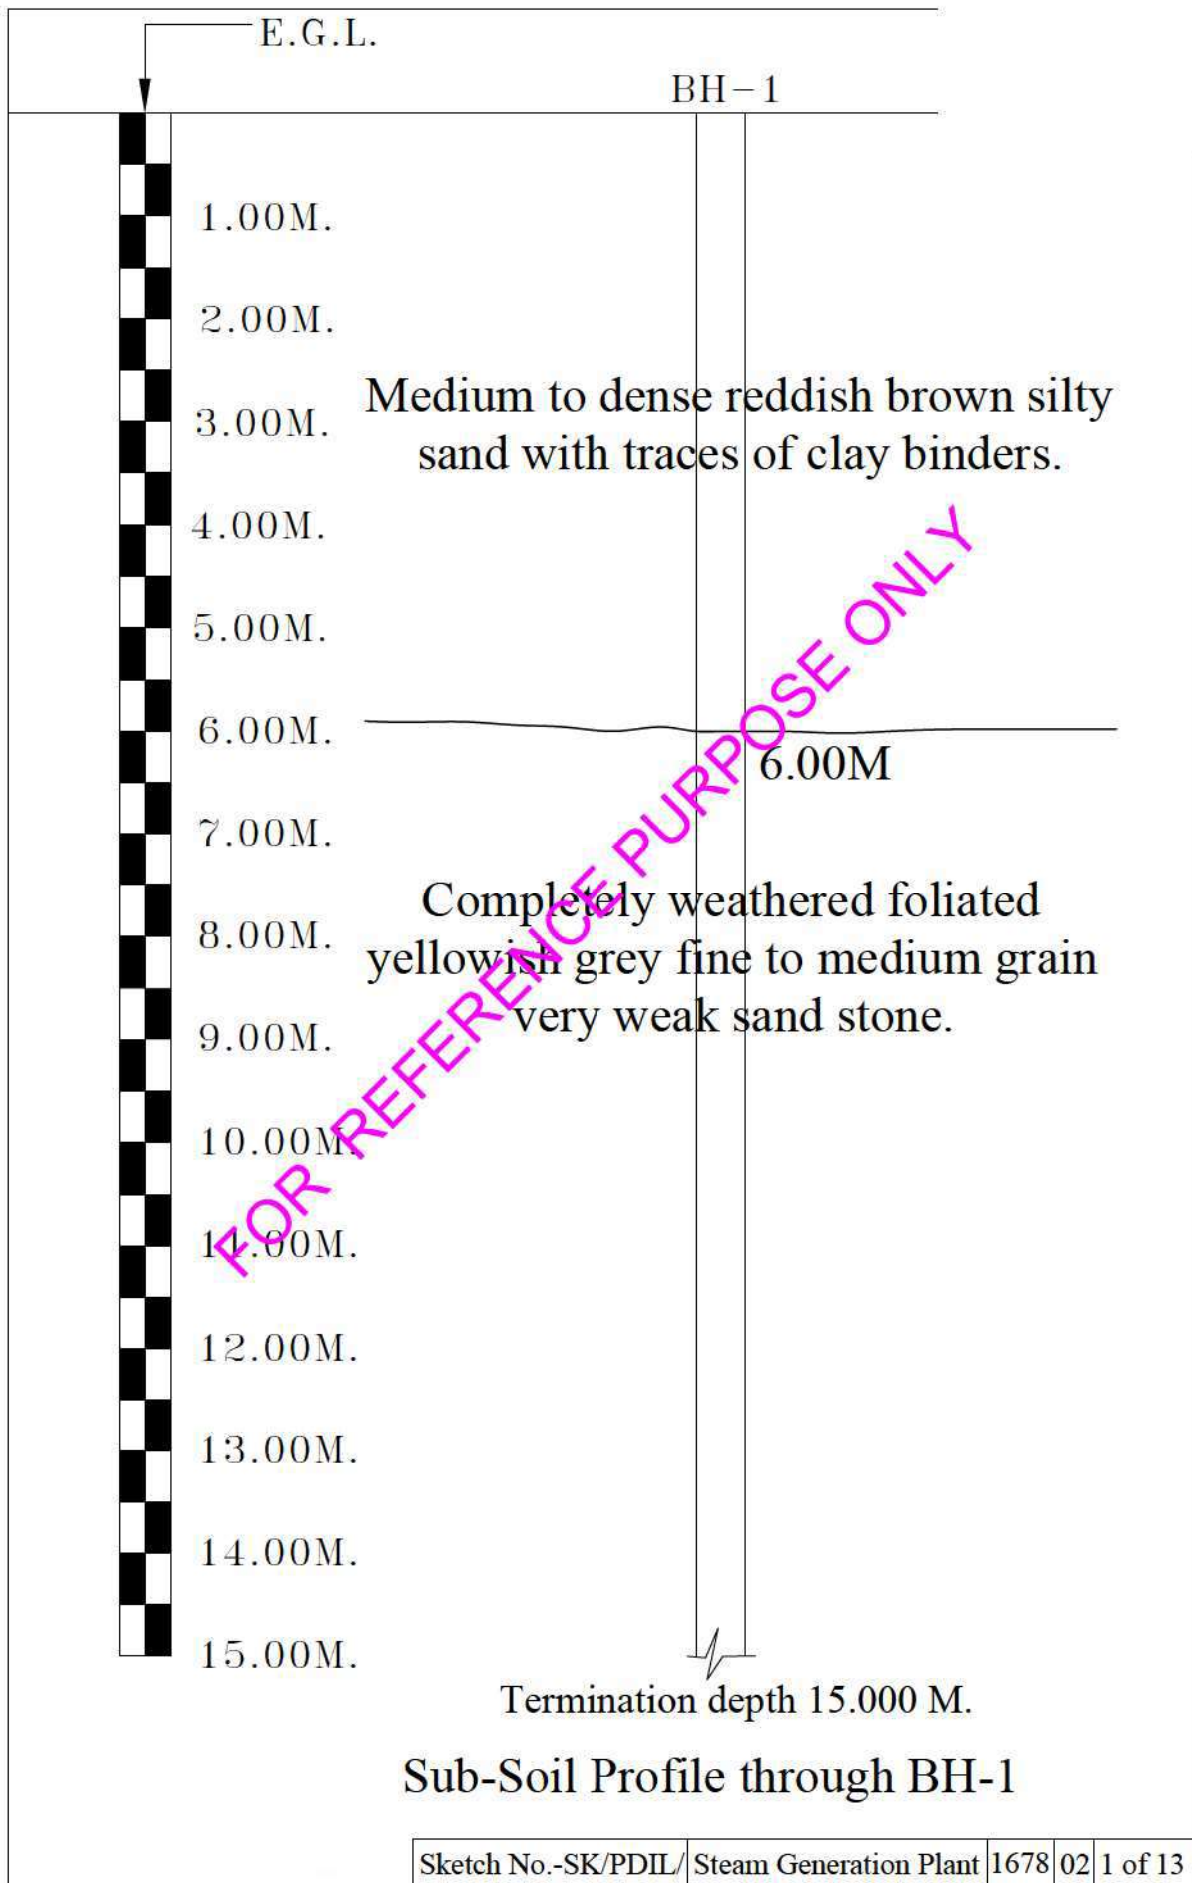 E.G.L.
BH-1
1.00M.
2.00M.
Medium to dense reddish brown silty
3.00M.
sand with traces of clay binders.
4.00M.
5.00M.
6.00M.
6.00M
7.00M.
Completely weathered foliated
8.00M.
yellowish grey fine to medium grain
very weak sand stone.
9.00M.
10.00M.
11.00M.
12.00M.
13.00M.
14.00M.
15.00M.
FOR REFERENCE PURPOSE ONLY
Termination depth 15.000 M.
Sub-Soil Profile through BH-1
Sketch No.-SK/PDIL/ Steam Generation Plant 1678 02 1 of 13